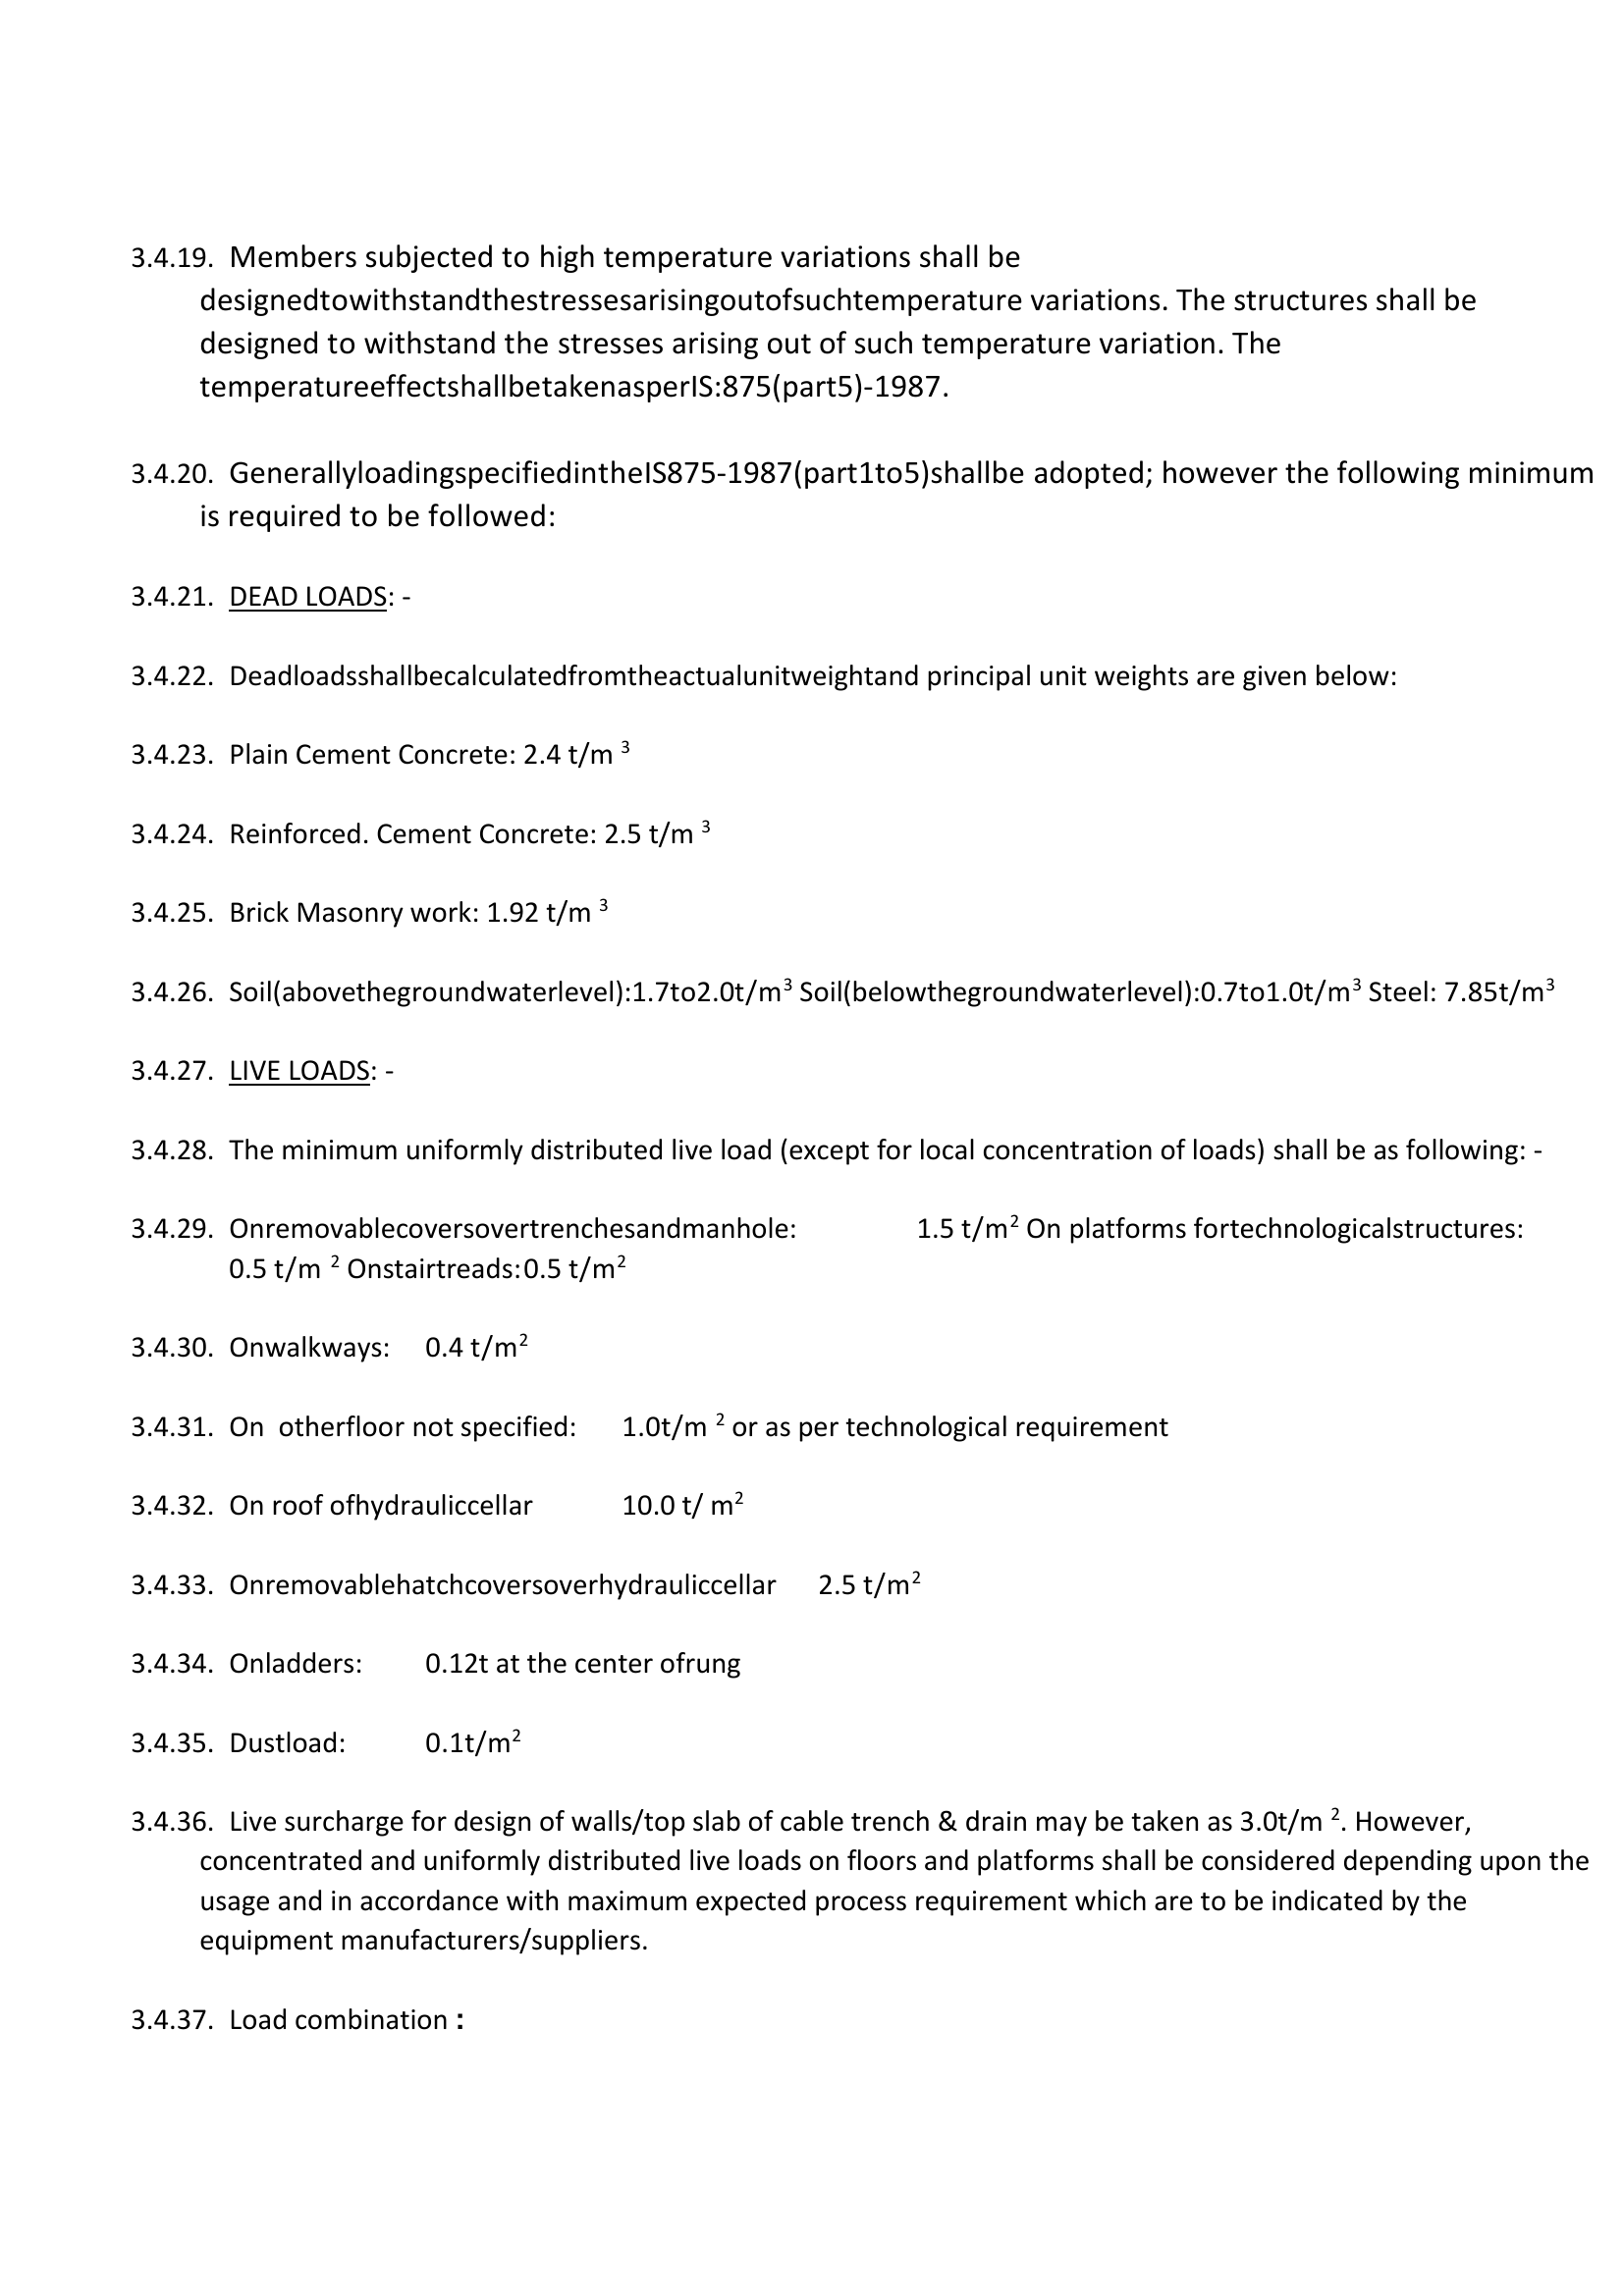 3.4.19. Members subjected to high temperature variations shall be
designedtowithstandthestressesarisingoutofsuchtemperature variations. The structures shall be
designed to withstand the stresses arising out of such temperature variation. The
temperatureeffectshallbetakenasperIS:875(part5)-1987.
3.4.20. GenerallyloadingspecifiedintheIS875-1987(part1to5)shallbe adopted; however the following minimum
is required to be followed:
3.4.21. DEAD LOADS: -
3.4.22. Deadloadsshallbecalculatedfromtheactualunitweightand principal unit weights are given below:
3.4.23. Plain Cement Concrete: 2.4 t/m ³
3.4.24. Reinforced. Cement Concrete: 2.5 t/m ³
3.4.25. Brick Masonry work: 1.92 t/m ³
3.4.26. Soil(abovethegroundwaterlevel):1.7to2.0t/m³ Soil(belowthegroundwaterlevel):0.7to1.0t/m³ Steel: 7.85t/m³
3.4.27. LIVE LOADS: -
3.4.28. The minimum uniformly distributed live load (except for local concentration of loads) shall be as following: -
3.4.29. Onremovablecoversovertrenchesandmanhole: 1.5 t/m² On platforms fortechnologicalstructures:
0.5 t/m ² Onstairtreads:0.5 t/m²
3.4.30. Onwalkways: 0.4 t/m²
3.4.31. On otherfloor not specified: 1.0t/m ² or as per technological requirement
3.4.32. On roof ofhydrauliccellar 10.0 t/ m²
3.4.33. Onremovablehatchcoversoverhydrauliccellar 2.5 t/m²
3.4.34. Onladders: 0.12t at the center ofrung
3.4.35. Dustload: 0.1t/m²
3.4.36. Live surcharge for design of walls/top slab of cable trench & drain may be taken as 3.0t/m ². However,
concentrated and uniformly distributed live loads on floors and platforms shall be considered depending upon the
usage and in accordance with maximum expected process requirement which are to be indicated by the
equipment manufacturers/suppliers.
3.4.37. Load combination :